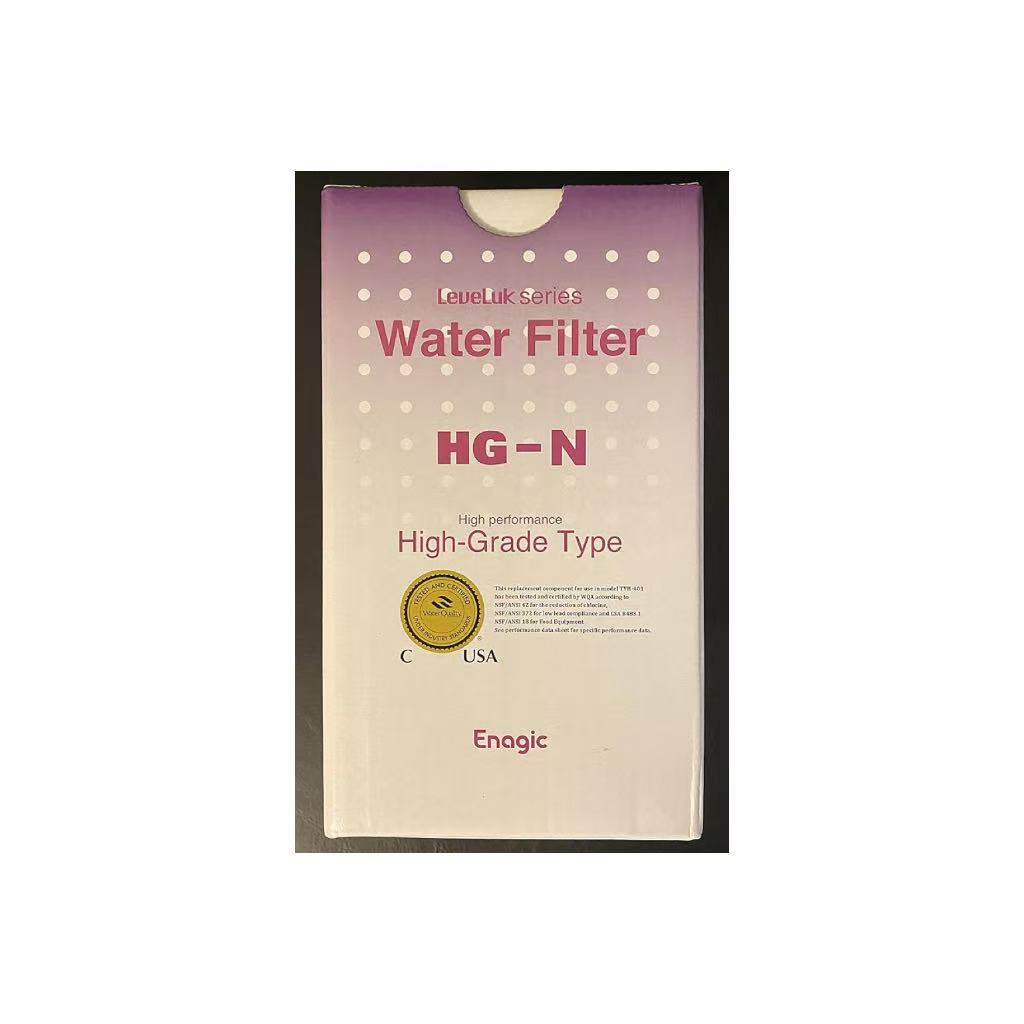 LeveLuk series
Water Filter
HG-N
High performance
High-Grade Type
TESTED AND CERTIFIED
Water Quality
UNDER INDUSTRY STANDARDS
®
C USA
This replacement component for use in model TYH-401
has been tested and certified by WQA according to
NSF/ANSI 42 for the reduction of chlorine,
NSF/ANSI 372 for low lead compliance and CSA B483.1
NSF/ANSI 18 for Food Equipment
See performance data sheet for specific performance data.
Enagic